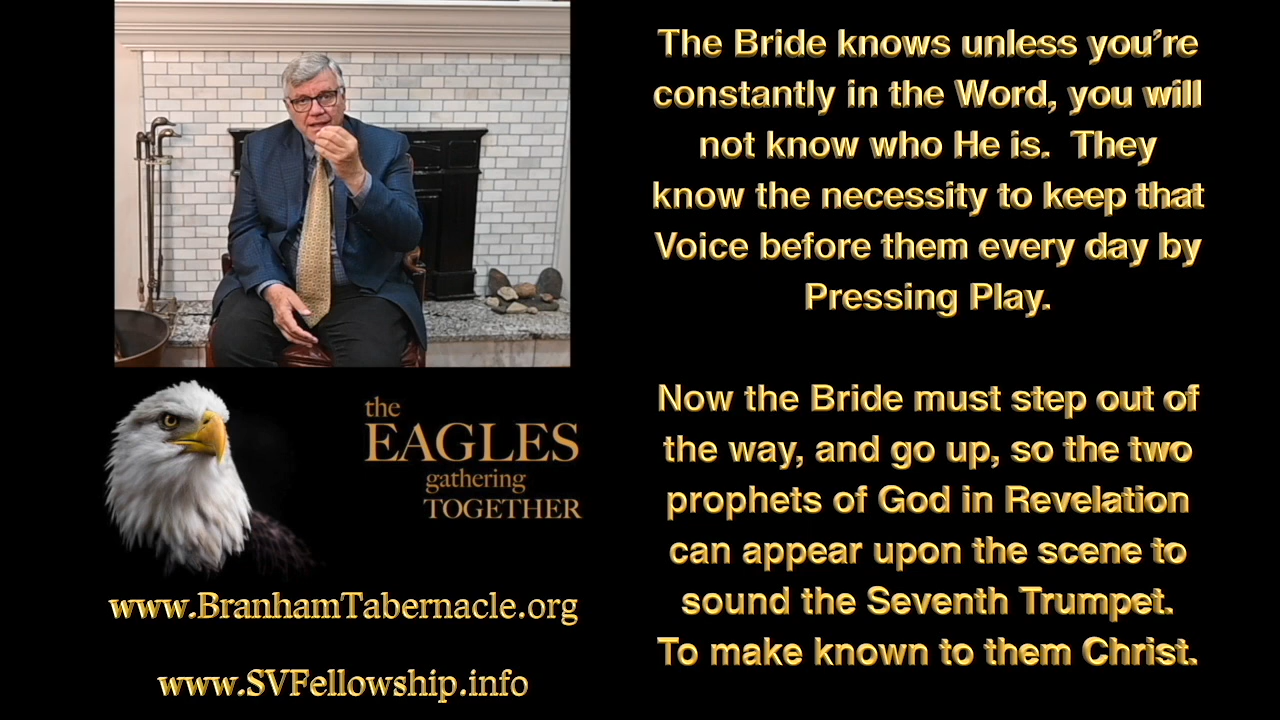 The Bride knows unless you’re
constantly in the Word, you will
not know who He is.  They
know the necessity to keep that
Voice before them every day by
Pressing Play.
Now the Bride must step out of
the way, and go up, so the two
prophets of God in Revelation
can appear upon the scene to
sound the Seventh Trumpet.
To make known to them Christ.
the
EAGLES
gathering
TOGETHER
www.BranhamTabernacle.org
www.SVFellowship.info